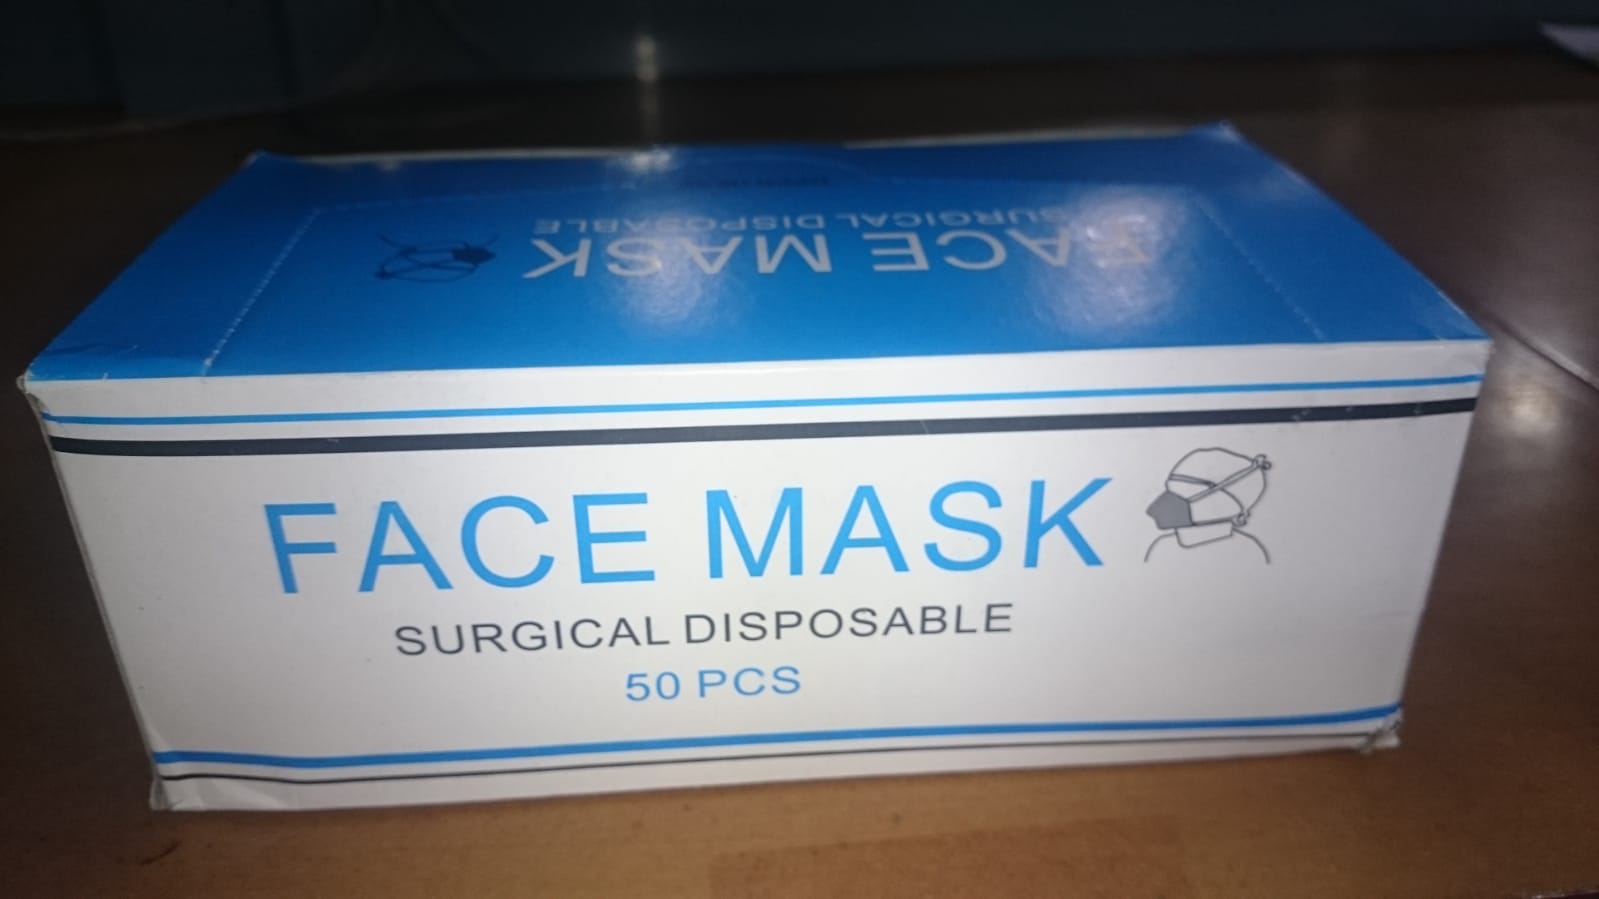 FACE MASK
SURGICAL DISPOSABLE
FACE MASK
SURGICAL DISPOSABLE
50 PCS